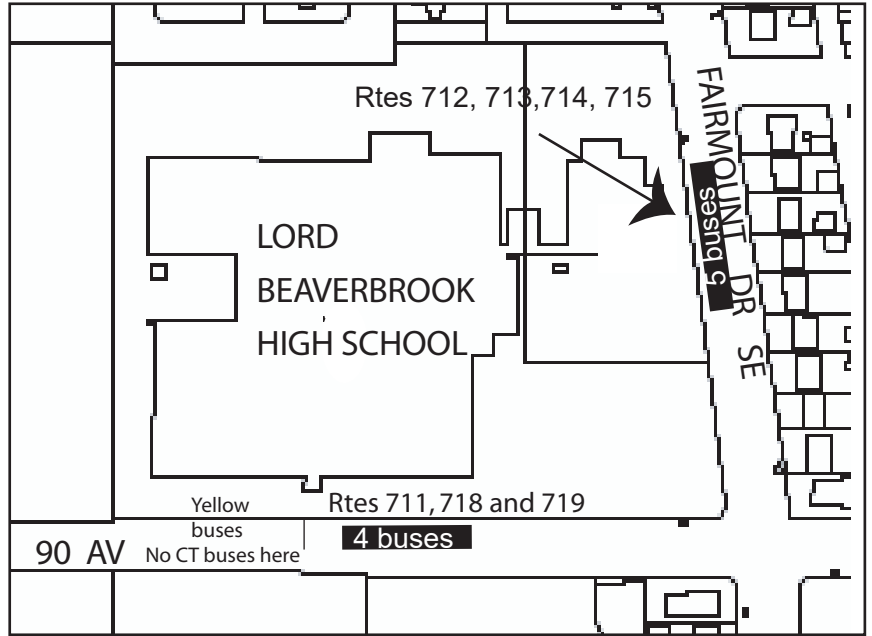 Rtes 712, 713,714, 715
FAIRMOUNT DR SE
5 buses
LORD
BEAVERBROOK
HIGH SCHOOL
Rtes 711, 718 and 719
4 buses
Yellow
buses
No CT buses here
90 AV